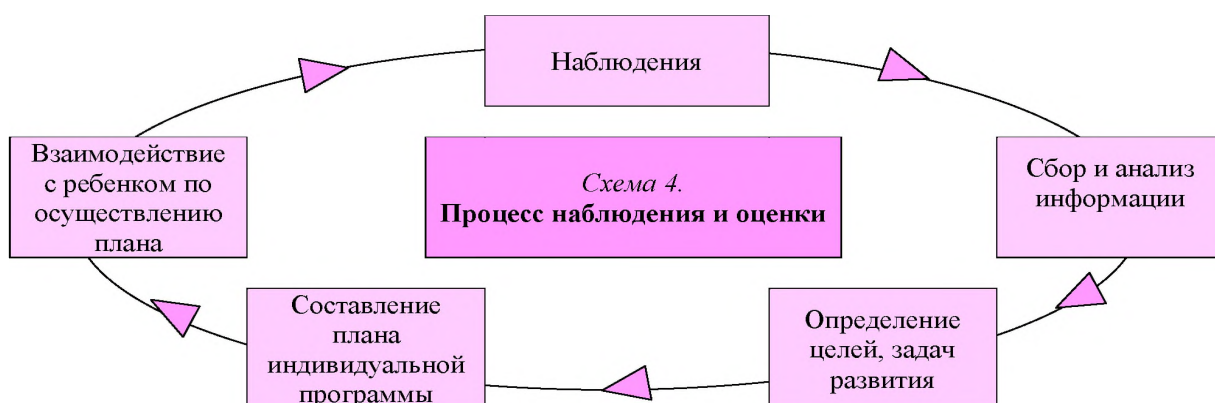 Наблюдения
Взаимодействие
с ребенком по
осуществлению
плана
Схема 4.
Процесс наблюдения и оценки
Сбор и анализ
информации
Составление
плана
индивидуальной
программы
Определение
целей, задач
развития